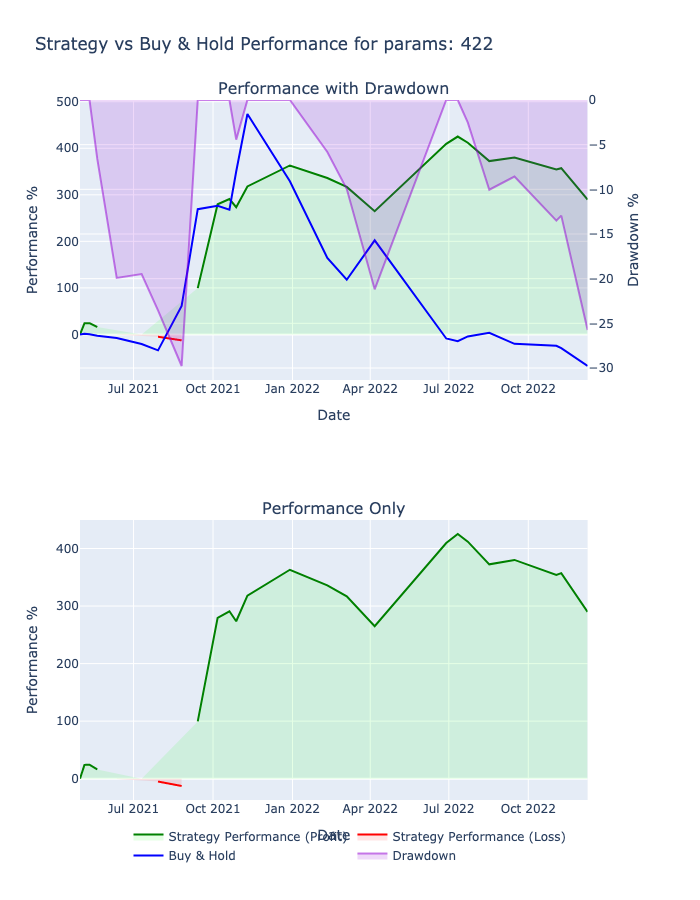 Strategy vs Buy & Hold Performance for params: 422
Performance with Drawdown
500
400
300
200
100
0
Performance %
0
−5
−10
−15
−20
−25
−30
Drawdown %
Jul 2021
Oct 2021
Jan 2022
Apr 2022
Jul 2022
Oct 2022
Date
Performance Only
400
300
200
100
0
Performance %
Jul 2021
Oct 2021
Jan 2022
Apr 2022
Jul 2022
Oct 2022
Date
Strategy Performance (Profit)
Strategy Performance (Loss)
Buy & Hold
Drawdown